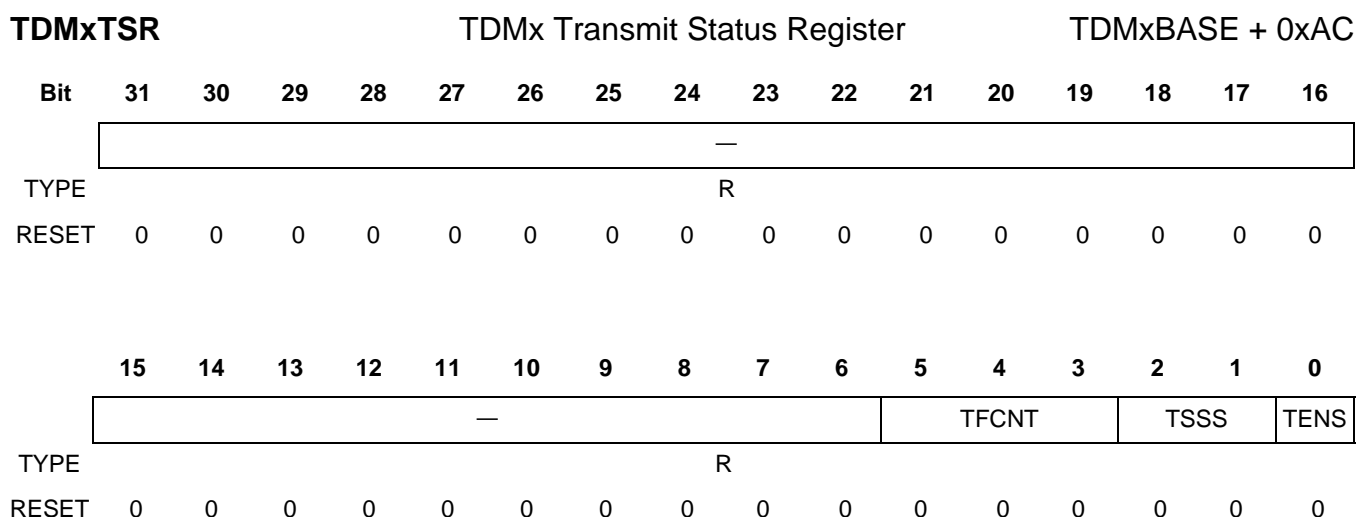 TDMxTSR TDMx Transmit Status Register TDMxBASE + 0xAC
Bit 31 30 29 28 27 26 25 24 23 22 21 20 19 18 17 16
—
TYPE R
RESET 0 0 0 0 0 0 0 0 0 0 0 0 0 0 0 0
15 14 13 12 11 10 9 8 7 6 5 4 3 2 1 0
— TFCNT TSSS TENS
TYPE R
RESET 0 0 0 0 0 0 0 0 0 0 0 0 0 0 0 0